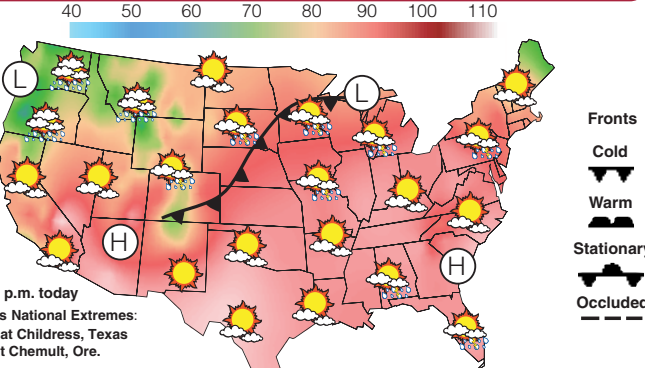 40 50 60 70 80 90 100 110
L
L
H
H
Fronts
Cold
Warm
Stationary
Occluded
p.m. today
s National Extremes:
at Childress, Texas
t Chemult, Ore.